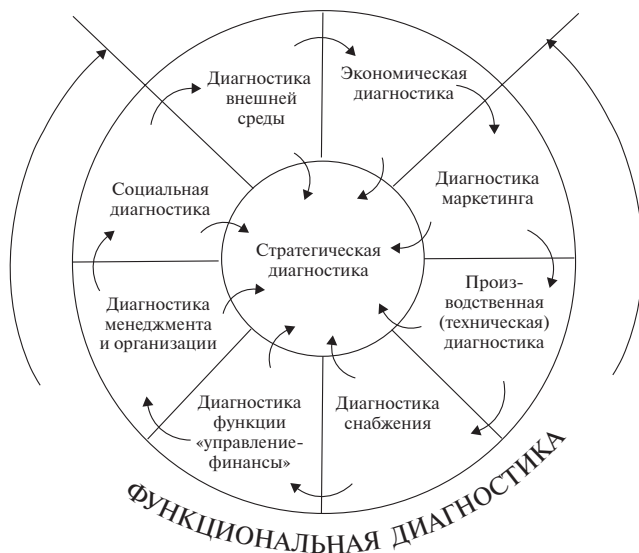 Диагностика
внешней
среды
Экономическая
диагностика
Социальная
диагностика
Диагностика
маркетинга
Стратегическая
диагностика
Диагностика
менеджмента
и организации
Произ-
водственная
(техническая)
диагностика
Диагностика
функции
«управление-
финансы»
Диагностика
снабжения
ФУНКЦИОНАЛЬНАЯ ДИАГНОСТИКА